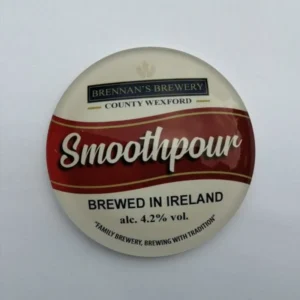 BRENNAN'S BREWERY
COUNTY WEXFORD
Smoothpour
BREWED IN IRELAND
alc. 4.2% vol.
"FAMILY BREWERY, BREWING WITH TRADITION"